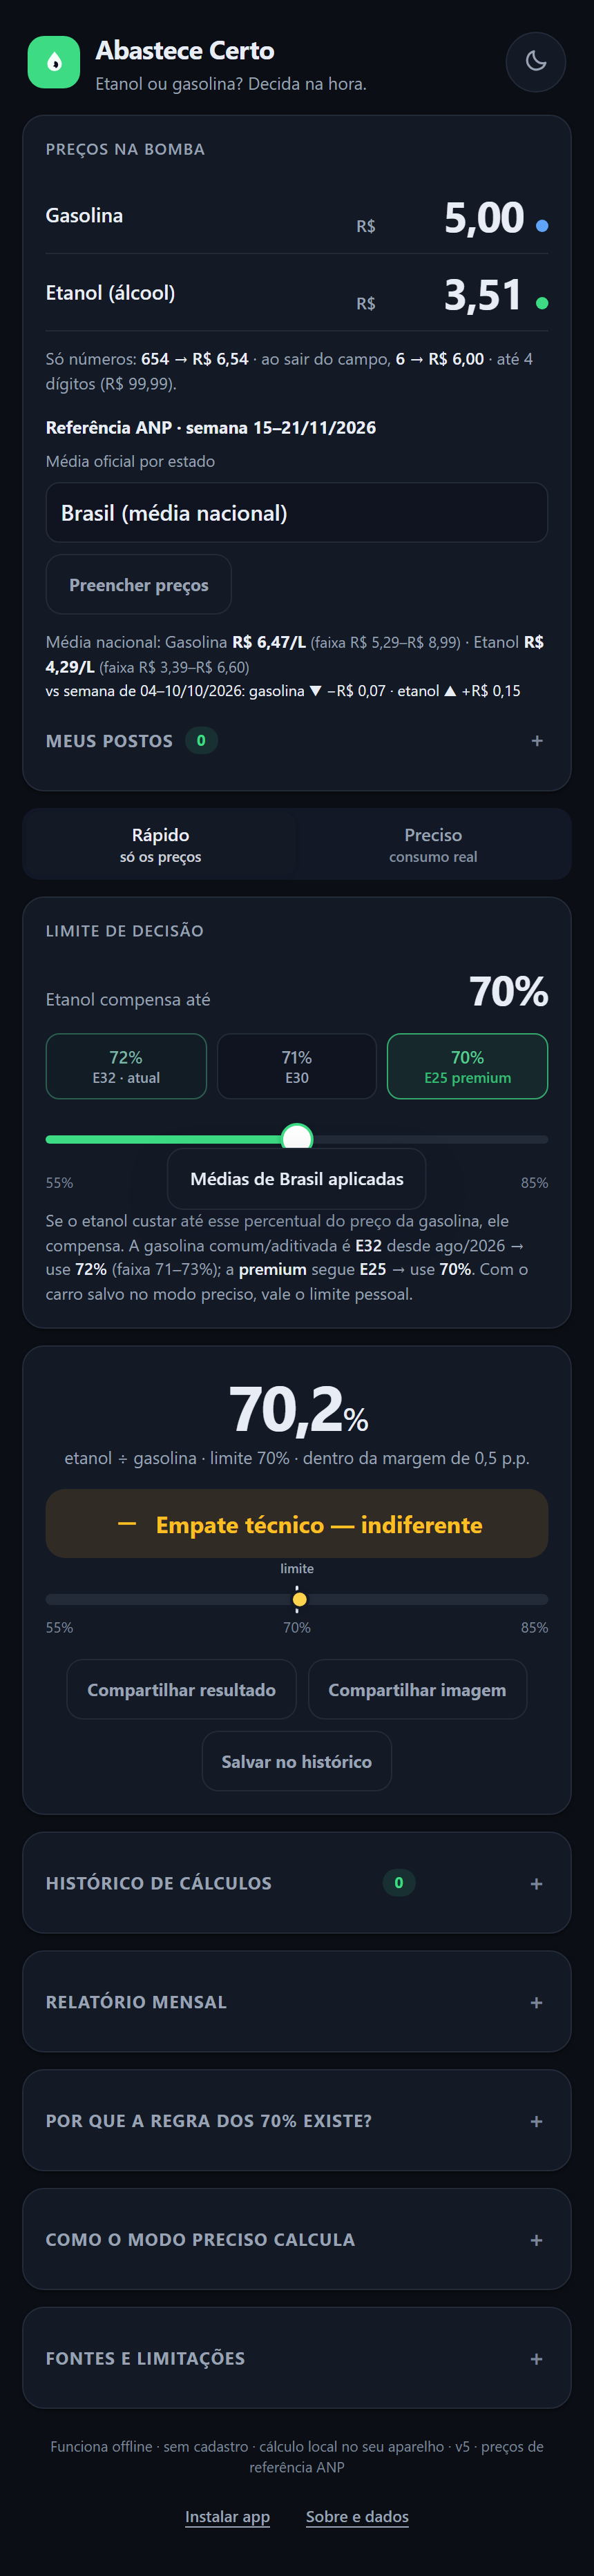 Abastece Certo
Etanol ou gasolina? Decida na hora.
PREÇOS NA BOMBA
Gasolina R$ 5,00
Etanol (álcool) R$ 3,51
Só números: 654 → R$ 6,54 · ao sair do campo, 6 → R$ 6,00 · até 4
dígitos (R$ 99,99).
Referência ANP · semana 15–21/11/2026
Média oficial por estado
Brasil (média nacional)
Preencher preços
Média nacional: Gasolina R$ 6,47/L (faixa R$ 5,29–R$ 8,99) · Etanol R$
4,29/L (faixa R$ 3,39–R$ 6,60)
vs semana de 04–10/10/2026: gasolina ▼ −R$ 0,07 · etanol ▲ +R$ 0,15
MEUS POSTOS 0 +
Rápido
só os preços
Preciso
consumo real
LIMITE DE DECISÃO
Etanol compensa até 70%
72%
E32 · atual
71%
E30
70%
E25 premium
55% 85%
Médias de Brasil aplicadas
Se o etanol custar até esse percentual do preço da gasolina, ele
compensa. A gasolina comum/aditivada é E32 desde ago/2026 →
use 72% (faixa 71–73%); a premium segue E25 → use 70%. Com o
carro salvo no modo preciso, vale o limite pessoal.
70,2%
etanol ÷ gasolina · limite 70% · dentro da margem de 0,5 p.p.
— Empate técnico — indiferente
limite
55% 70% 85%
Compartilhar resultado
Compartilhar imagem
Salvar no histórico
HISTÓRICO DE CÁLCULOS 0 +
RELATÓRIO MENSAL +
POR QUE A REGRA DOS 70% EXISTE? +
COMO O MODO PRECISO CALCULA +
FONTES E LIMITAÇÕES +
Funciona offline · sem cadastro · cálculo local no seu aparelho · v5 · preços de
referência ANP
Instalar app Sobre e dados